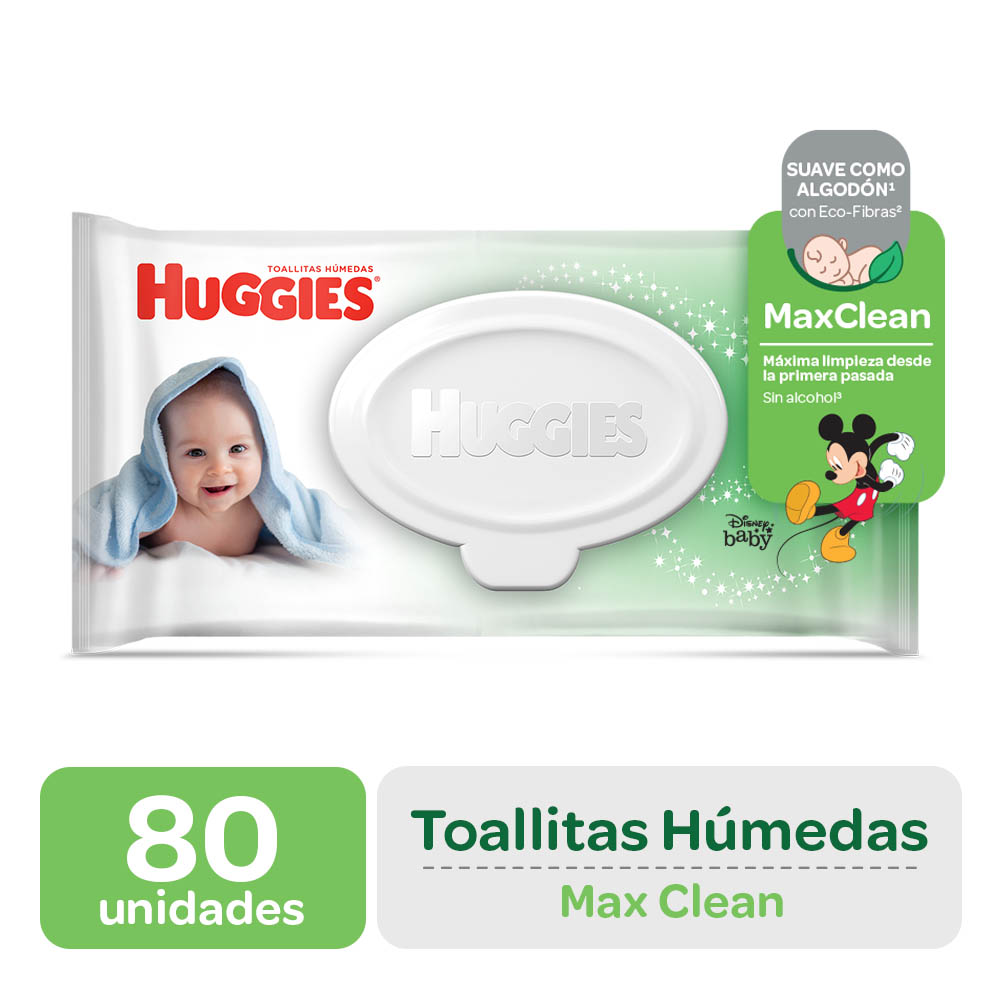 SUAVE COMO
ALGODÓN¹
con Eco-Fibras²
TOALLITAS HÚMEDAS
HUGGIES®
MaxClean
Máxima limpieza desde
la primera pasada
Sin alcohol³
HUGGIES
Disney
baby
80
unidades
Toallitas Húmedas
Max Clean